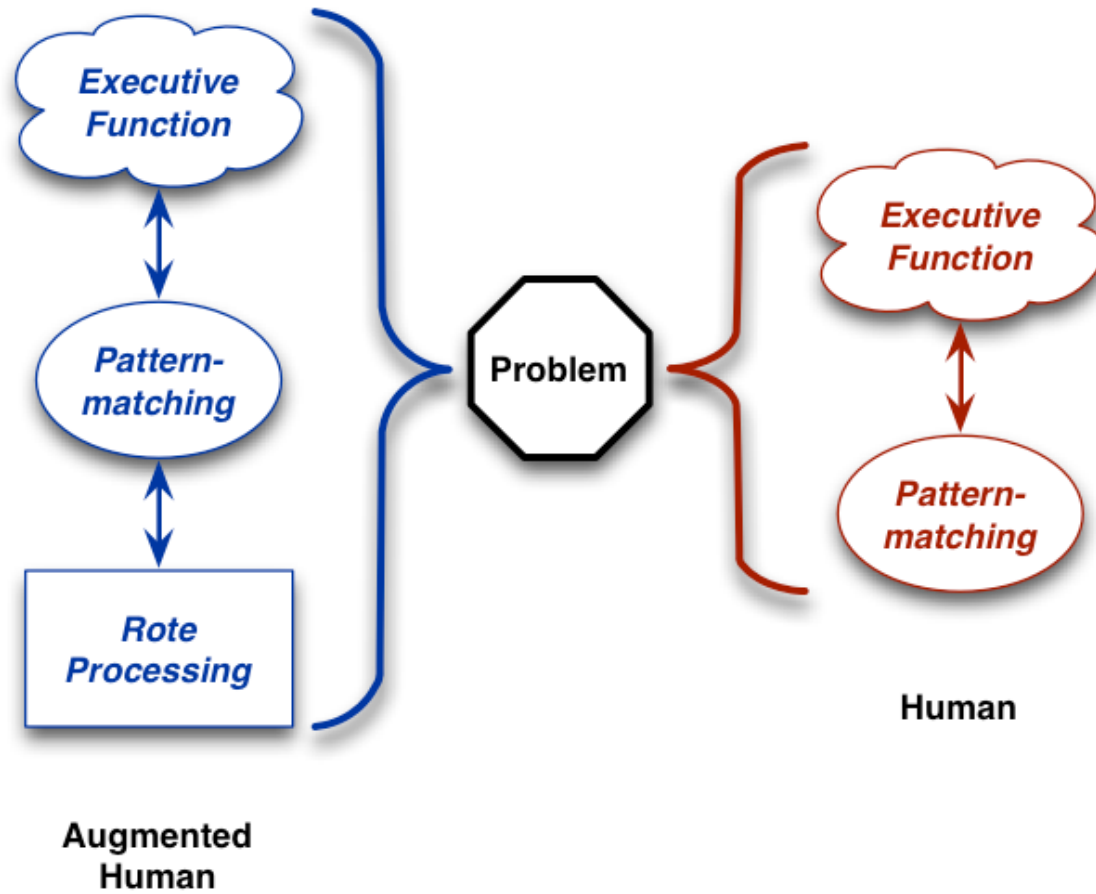 Executive
Function
Pattern-
matching
Rote
Processing
Augmented
Human
Problem
Executive
Function
Pattern-
matching
Human